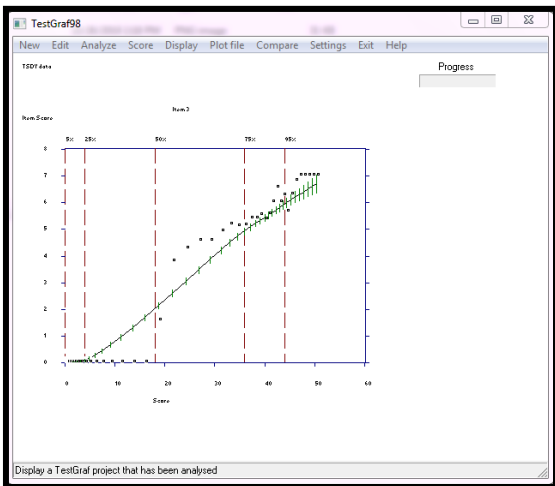 TestGraf98
New Edit Analyze Score Display Plot file Compare Settings Exit Help
TSDT data
Progress
Item 3
Item Score
5% 25% 50% 75% 95%
8
7
6
5
4
3
2
1
0
0 10 20 30 40 50 60
Score
Display a TestGraf project that has been analysed